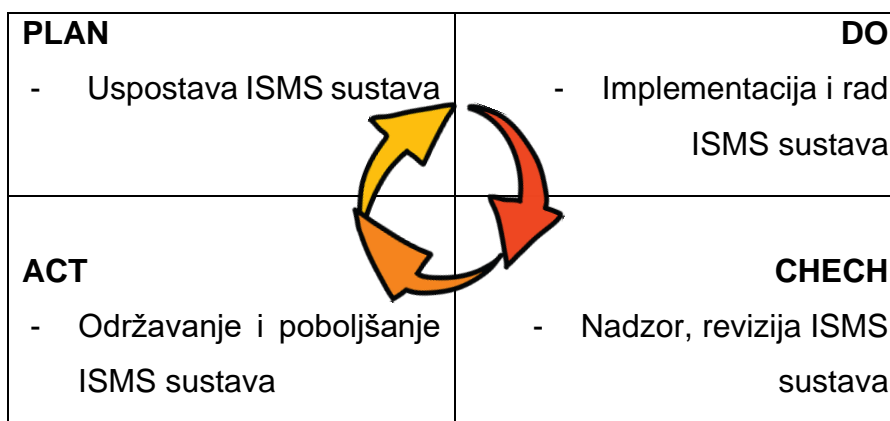 PLAN
- Uspostava ISMS sustava
DO
- Implementacija i rad
ISMS sustava
ACT
- Održavanje i poboljšanje
ISMS sustava
CHECH
- Nadzor, revizija ISMS
sustava